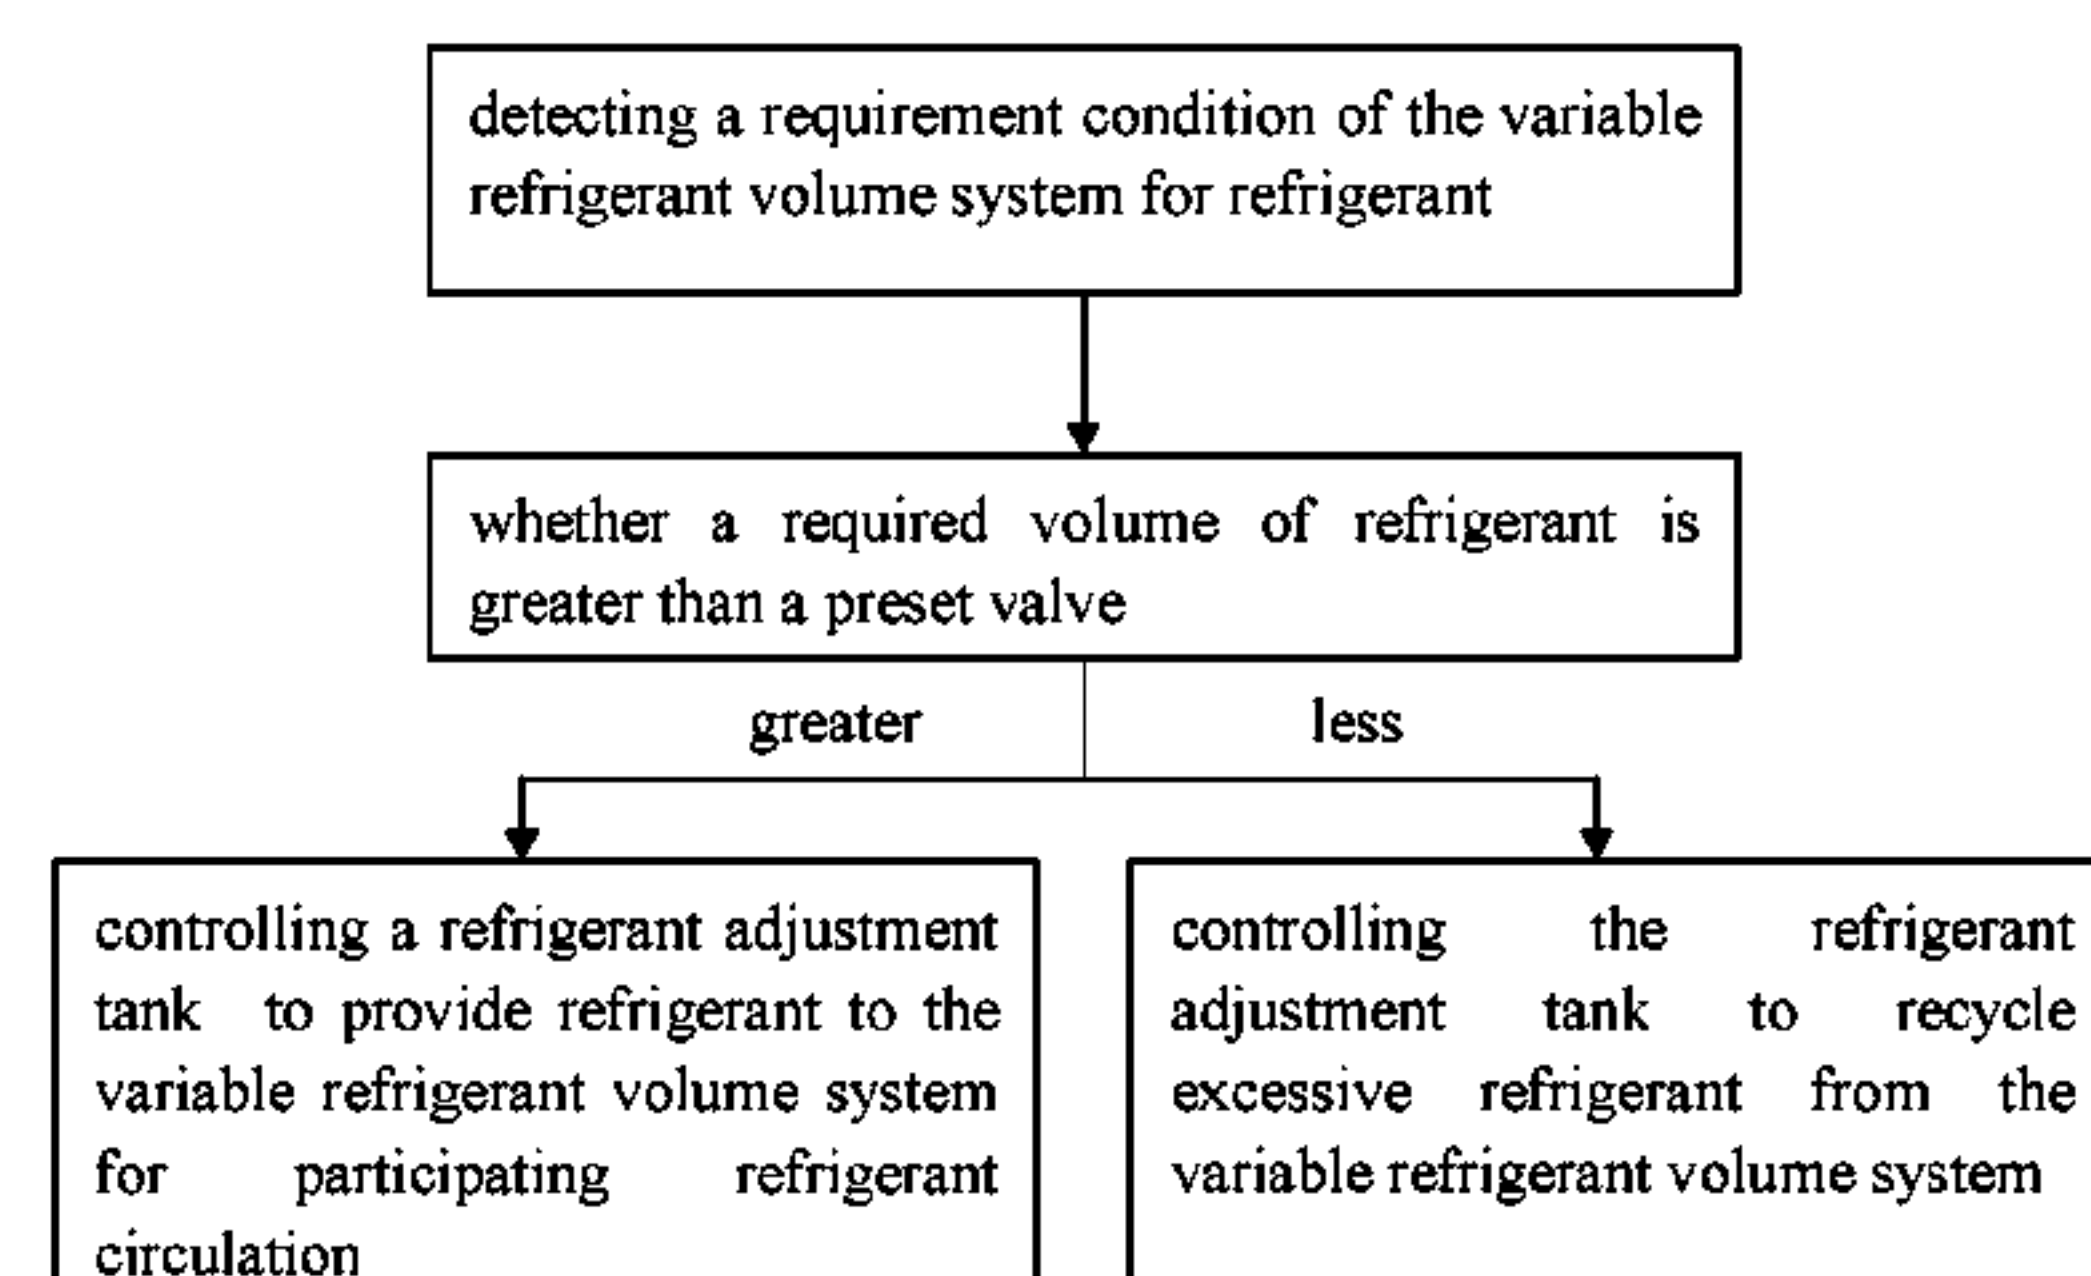 detecting a requirement condition of the variable
refrigerant volume system for refrigerant
whether a required volume of refrigerant is
greater than a preset valve
greater
less
controlling a refrigerant adjustment
tank to provide refrigerant to the
variable refrigerant volume system
for participating refrigerant
circulation
controlling the refrigerant
adjustment tank to recycle
excessive refrigerant from the
variable refrigerant volume system